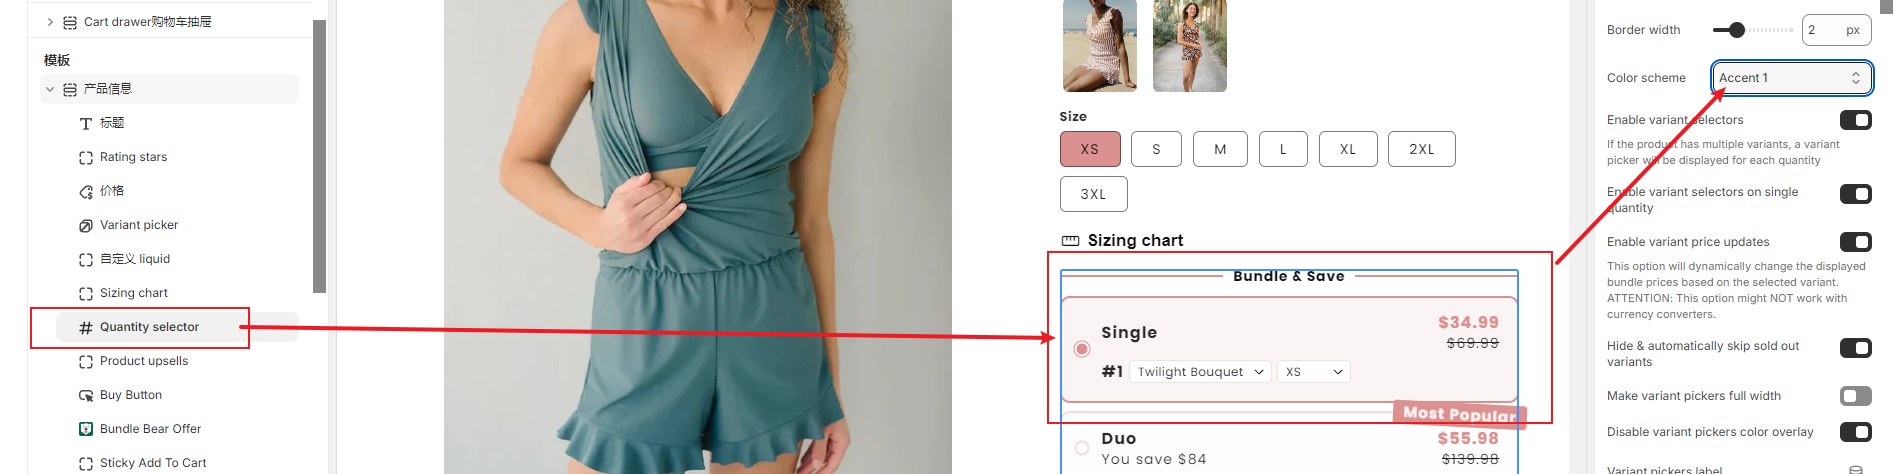 Cart drawer购物车抽屉
模板
产品信息
标题
Rating stars
价格
Variant picker
自定义 liquid
Sizing chart
Quantity selector
Product upsells
Buy Button
Bundle Bear Offer
Sticky Add To Cart
Size
XS
S
M
L
XL
2XL
3XL
Sizing chart
Bundle & Save
Single
$34.99
$69.99
#1
Twilight Bouquet
XS
Most Popular
Duo
$55.98
You save $84
$139.98
Border width
2 px
Color scheme
Accent 1
Enable variant selectors
If the product has multiple variants, a variant
picker will be displayed for each quantity
Enable variant selectors on single
quantity
Enable variant price updates
This option will dynamically change the displayed
bundle prices based on the selected variant.
ATTENTION: This option might NOT work with
currency converters.
Hide & automatically skip sold out
variants
Make variant pickers full width
Disable variant pickers color overlay
Variant pickers label